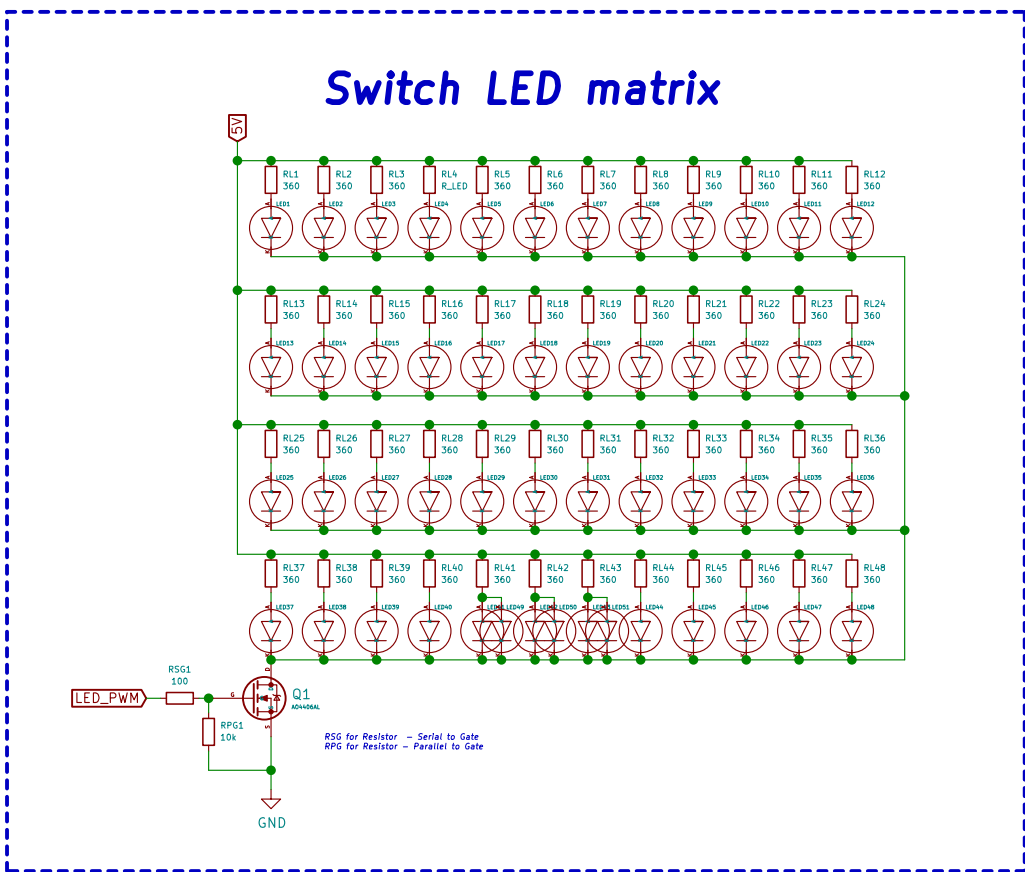 Switch LED matrix
5V
RL1 RL2 RL3 RL4 RL5 RL6 RL7 RL8 RL9 RL10 RL11 RL12
360 360 360 R_LED 360 360 360 360 360 360 360 360
A A A A A A A A A A A A
LED1 LED2 LED3 LED4 LED5 LED6 LED7 LED8 LED9 LED10 LED11 LED12
K K K K K K K K K K K K
RL13 RL14 RL15 RL16 RL17 RL18 RL19 RL20 RL21 RL22 RL23 RL24
360 360 360 360 360 360 360 360 360 360 360 360
A A A A A A A A A A A A
LED13 LED14 LED15 LED16 LED17 LED18 LED19 LED20 LED21 LED22 LED23 LED24
K K K K K K K K K K K K
RL25 RL26 RL27 RL28 RL29 RL30 RL31 RL32 RL33 RL34 RL35 RL36
360 360 360 360 360 360 360 360 360 360 360 360
A A A A A A A A A A A A
LED25 LED26 LED27 LED28 LED29 LED30 LED31 LED32 LED33 LED34 LED35 LED36
K K K K K K K K K K K K
RL37 RL38 RL39 RL40 RL41 RL42 RL43 RL44 RL45 RL46 RL47 RL48
360 360 360 360 360 360 360 360 360 360 360 360
LED37 LED38 LED39 LED40 LED49 LED50 LED51 LED44 LED45 LED46 LED47 LED48
RSG1
100
LED_PWM
G
D
S
Q1
AO4406AL
RPG1
10k
RSG for Resistor - Serial to Gate
RPG for Resistor - Parallel to Gate
GND